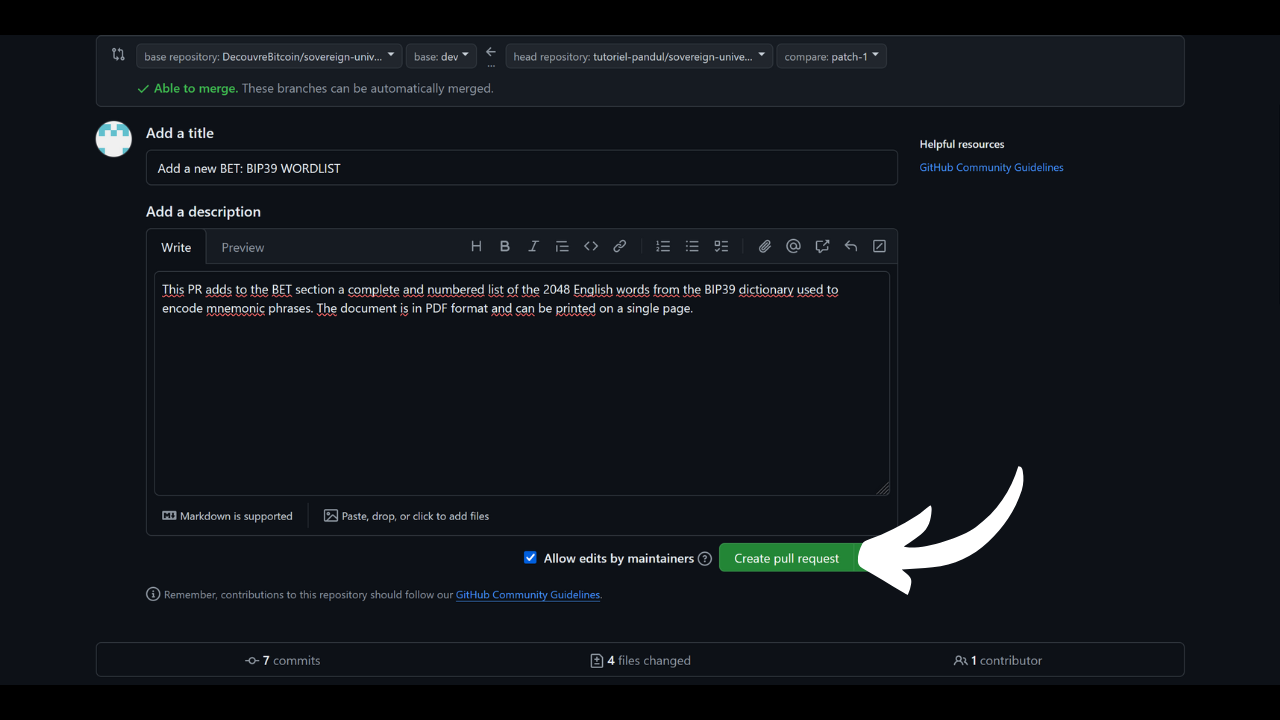 base repository: DecouvreBitcoin/sovereign-univ... base: dev ... head repository: tutoriel-pandul/sovereign-unive... compare: patch-1
Able to merge. These branches can be automatically merged.
Add a title
Add a new BET: BIP39 WORDLIST
Helpful resources
GitHub Community Guidelines
Add a description
Write Preview
This PR adds to the BET section a complete and numbered list of the 2048 English words from the BIP39 dictionary used to
encode mnemonic phrases. The document is in PDF format and can be printed on a single page.
Markdown is supported Paste, drop, or click to add files
Allow edits by maintainers Create pull request
Remember, contributions to this repository should follow our GitHub Community Guidelines.
7 commits 4 files changed 1 contributor